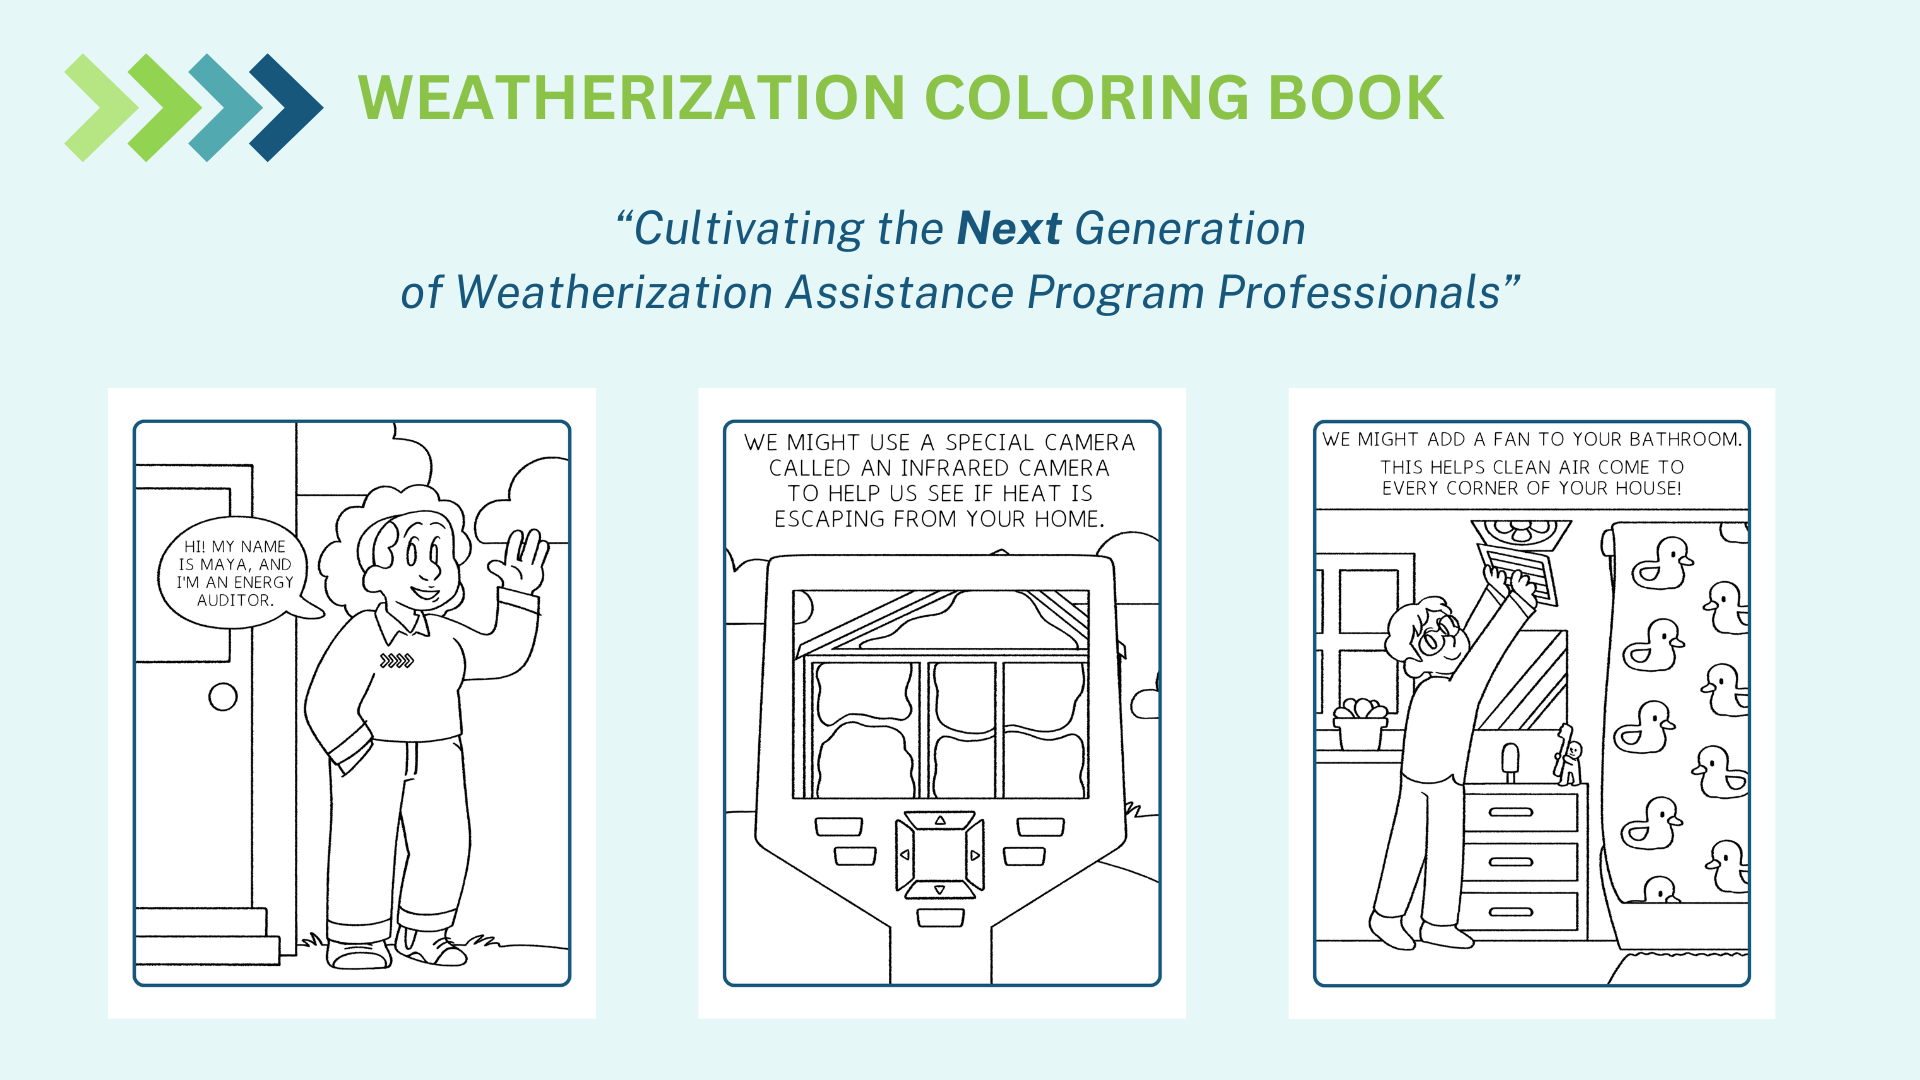 WEATHERIZATION COLORING BOOK
“Cultivating the Next Generation
of Weatherization Assistance Program Professionals”
HI! MY NAME
IS MAYA, AND
I'M AN ENERGY
AUDITOR.
WE MIGHT USE A SPECIAL CAMERA
CALLED AN INFRARED CAMERA
TO HELP US SEE IF HEAT IS
ESCAPING FROM YOUR HOME.
WE MIGHT ADD A FAN TO YOUR BATHROOM.
THIS HELPS CLEAN AIR COME TO
EVERY CORNER OF YOUR HOUSE!